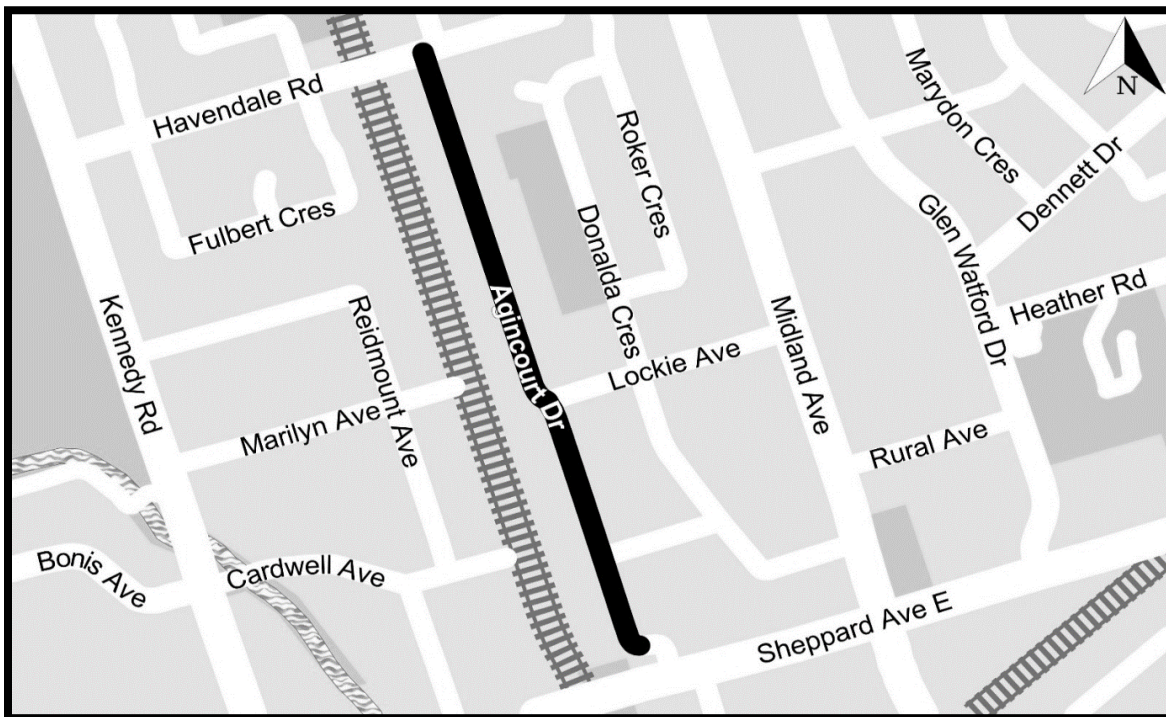 N
Havendale Rd
Marydon Cres
Roker Cres
Dennett Dr
Fulbert Cres
Donalda Cres
Glen Watford Dr
Heather Rd
Kennedy Rd
Reidmount Ave
Agincourt Dr
Midland Ave
Lockie Ave
Marilyn Ave
Rural Ave
Bonis Ave
Cardwell Ave
Sheppard Ave E